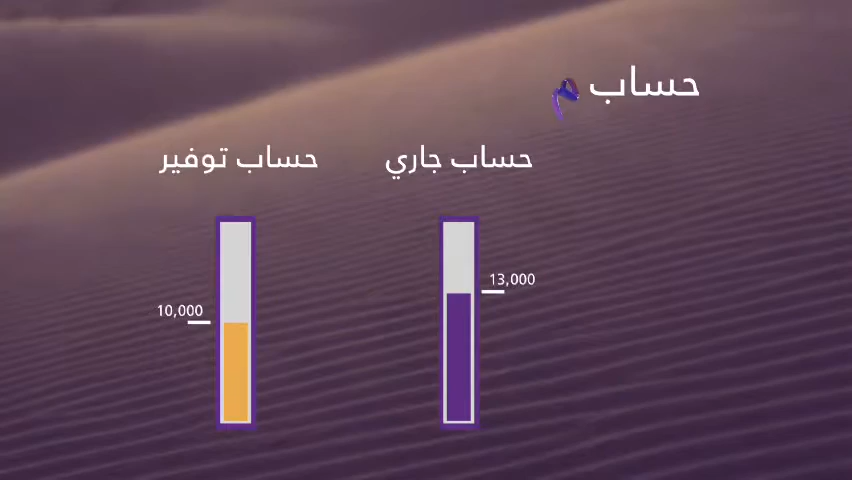 حساب م
حساب جاري
حساب توفير
13,000
10,000